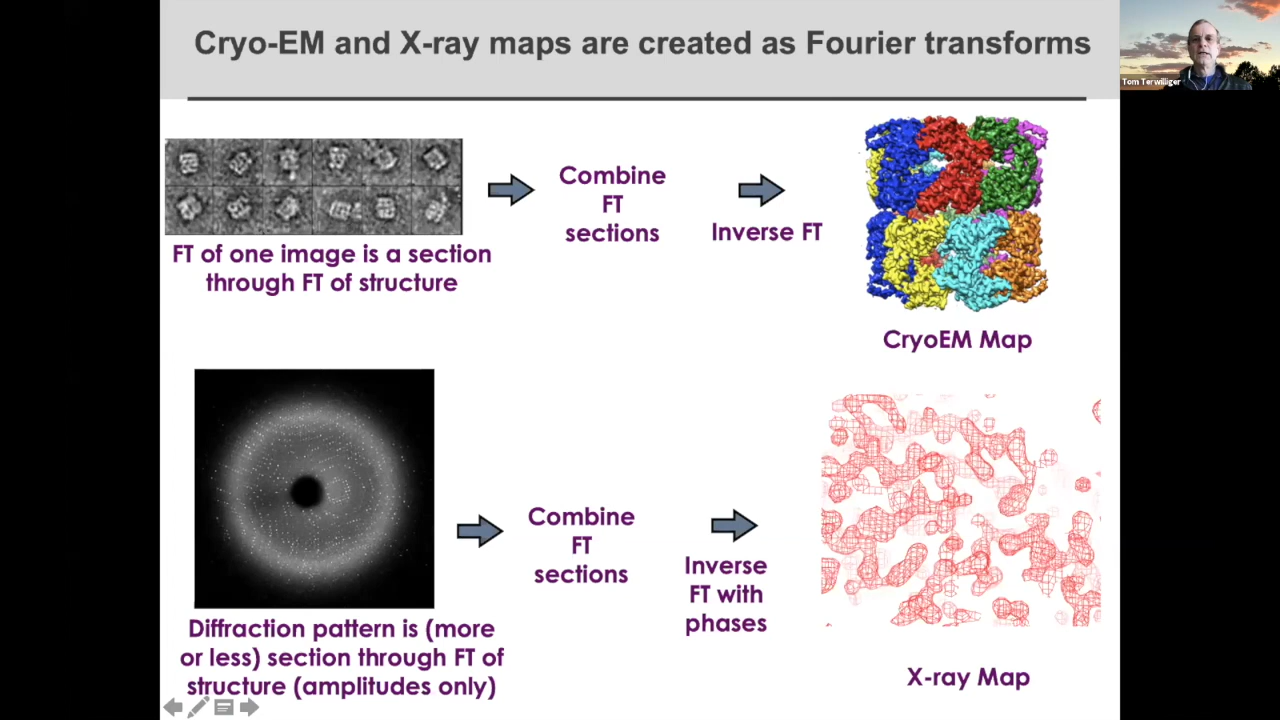 Cryo-EM and X-ray maps are created as Fourier transforms
Tom Terwilliger
FT of one image is a section
through FT of structure
Combine
FT
sections
Inverse FT
CryoEM Map
Diffraction pattern is (more
or less) section through FT of
structure (amplitudes only)
Combine
FT
sections
Inverse
FT with
phases
X-ray Map